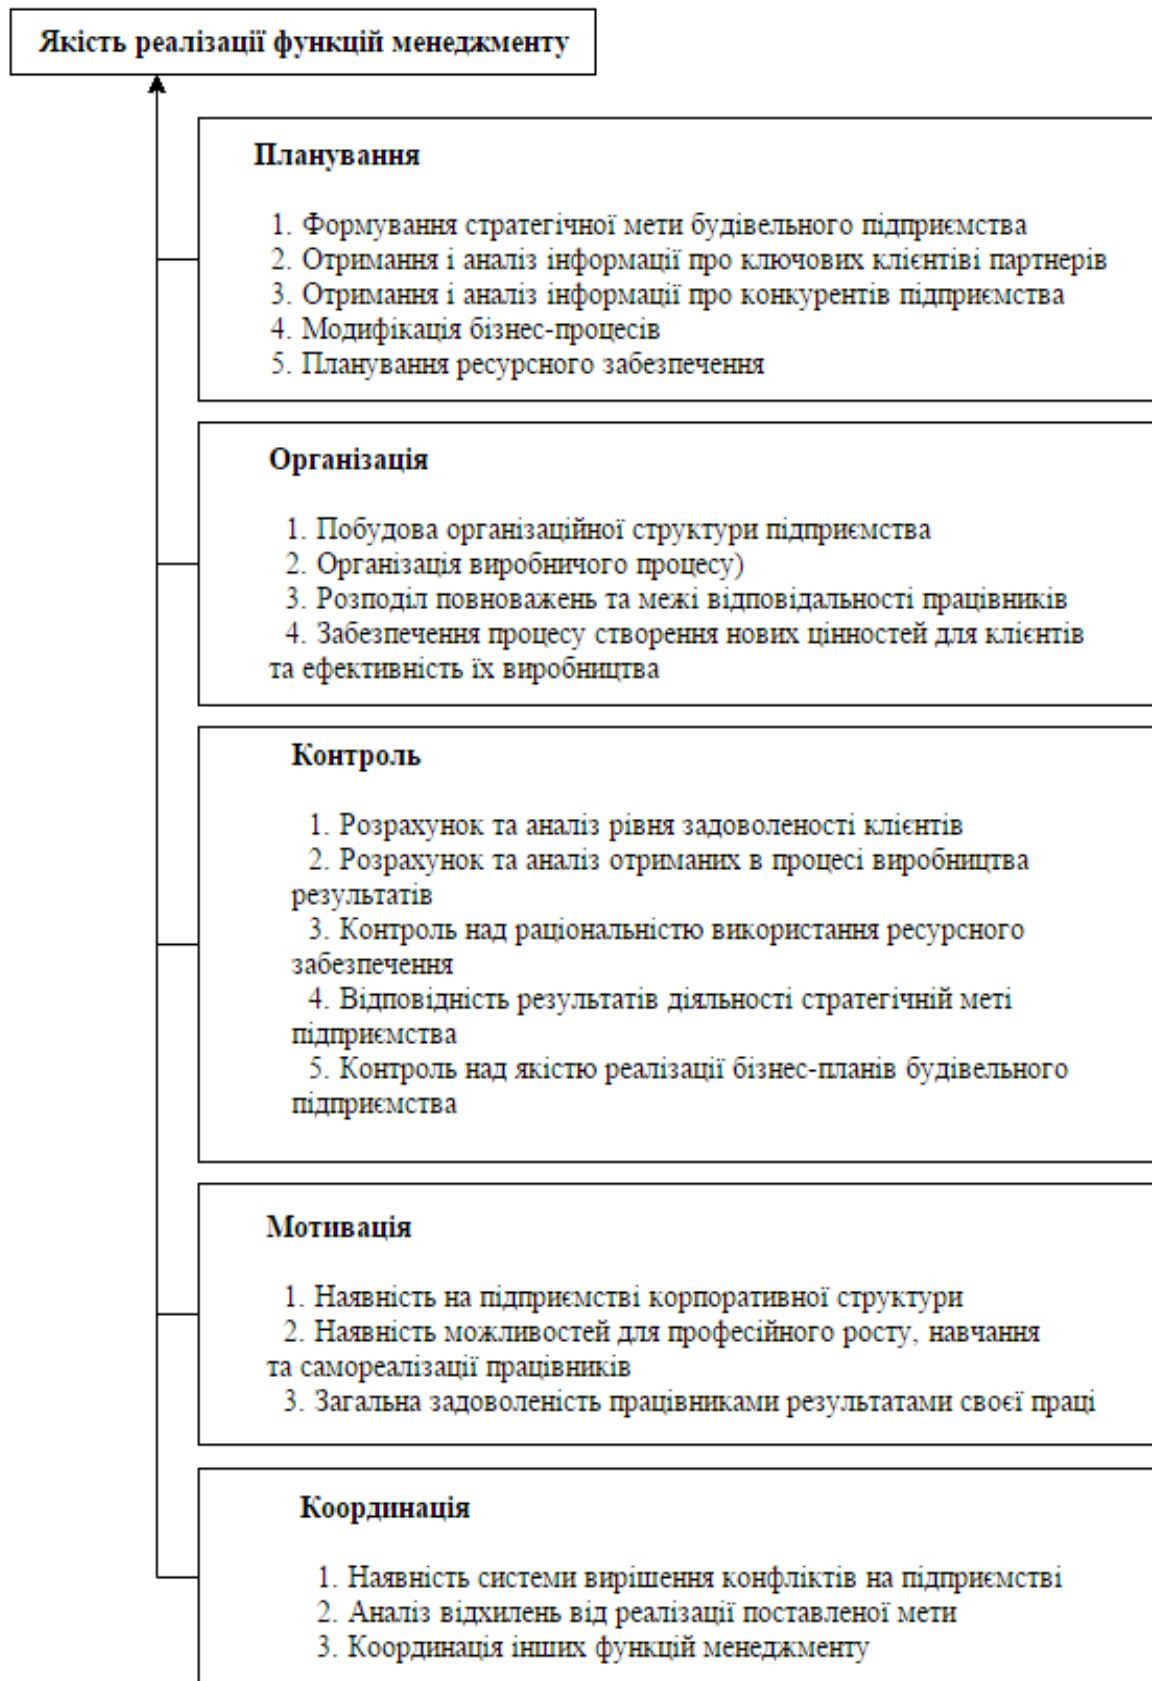 Якість реалізації функцій менеджменту
Планування
1. Формування стратегічної мети будівельного підприємства
2. Отримання і аналіз інформації про ключових клієнтіві партнерів
3. Отримання і аналіз інформації про конкурентів підприємства
4. Модифікація бізнес-процесів
5. Планування ресурсного забезпечення
Організація
1. Побудова організаційної структури підприємства
2. Організація виробничого процесу)
3. Розподіл повноважень та межі відповідальності працівників
4. Забезпечення процесу створення нових цінностей для клієнтів
та ефективність їх виробництва
Контроль
1. Розрахунок та аналіз рівня задоволеності клієнтів
2. Розрахунок та аналіз отриманих в процесі виробництва
результатів
3. Контроль над раціональністю використання ресурсного
забезпечення
4. Відповідність результатів діяльності стратегічній меті
підприємства
5. Контроль над якістю реалізації бізнес-планів будівельного
підприємства
Мотивація
1. Наявність на підприємстві корпоративної структури
2. Наявність можливостей для професійного росту, навчання
та самореалізації працівників
3. Загальна задоволеність працівниками результатами своєї праці
Координація
1. Наявність системи вирішення конфліктів на підприємстві
2. Аналіз відхилень від реалізації поставленої мети
3. Координація інших функцій менеджменту